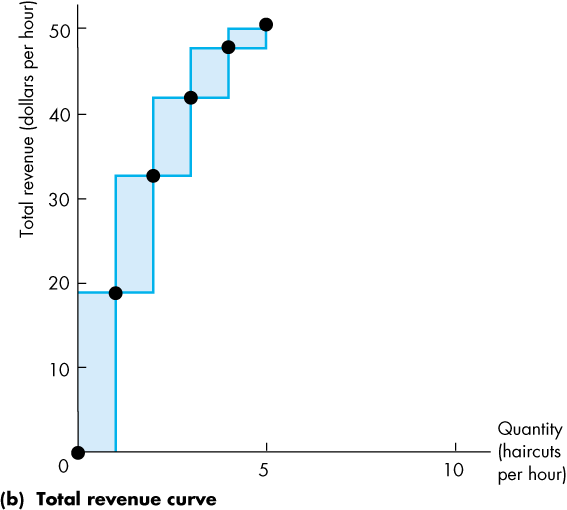 Total revenue (dollars per hour)
50
40
30
20
10
0
5
10
Quantity
(haircuts
per hour)
(b) Total revenue curve